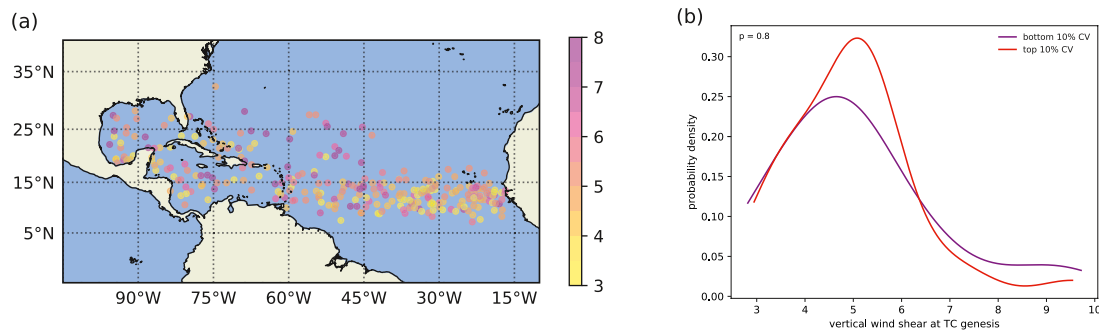 (a)
35°N
25°N
15°N
5°N
90°W 75°W 60°W 45°W 30°W 15°W
8
7
6
5
4
3
(b)
p = 0.8
bottom 10% CV
top 10% CV
probability density
0.30
0.25
0.20
0.15
0.10
0.05
0.00
3 4 5 6 7 8 9 10
vertical wind shear at TC genesis